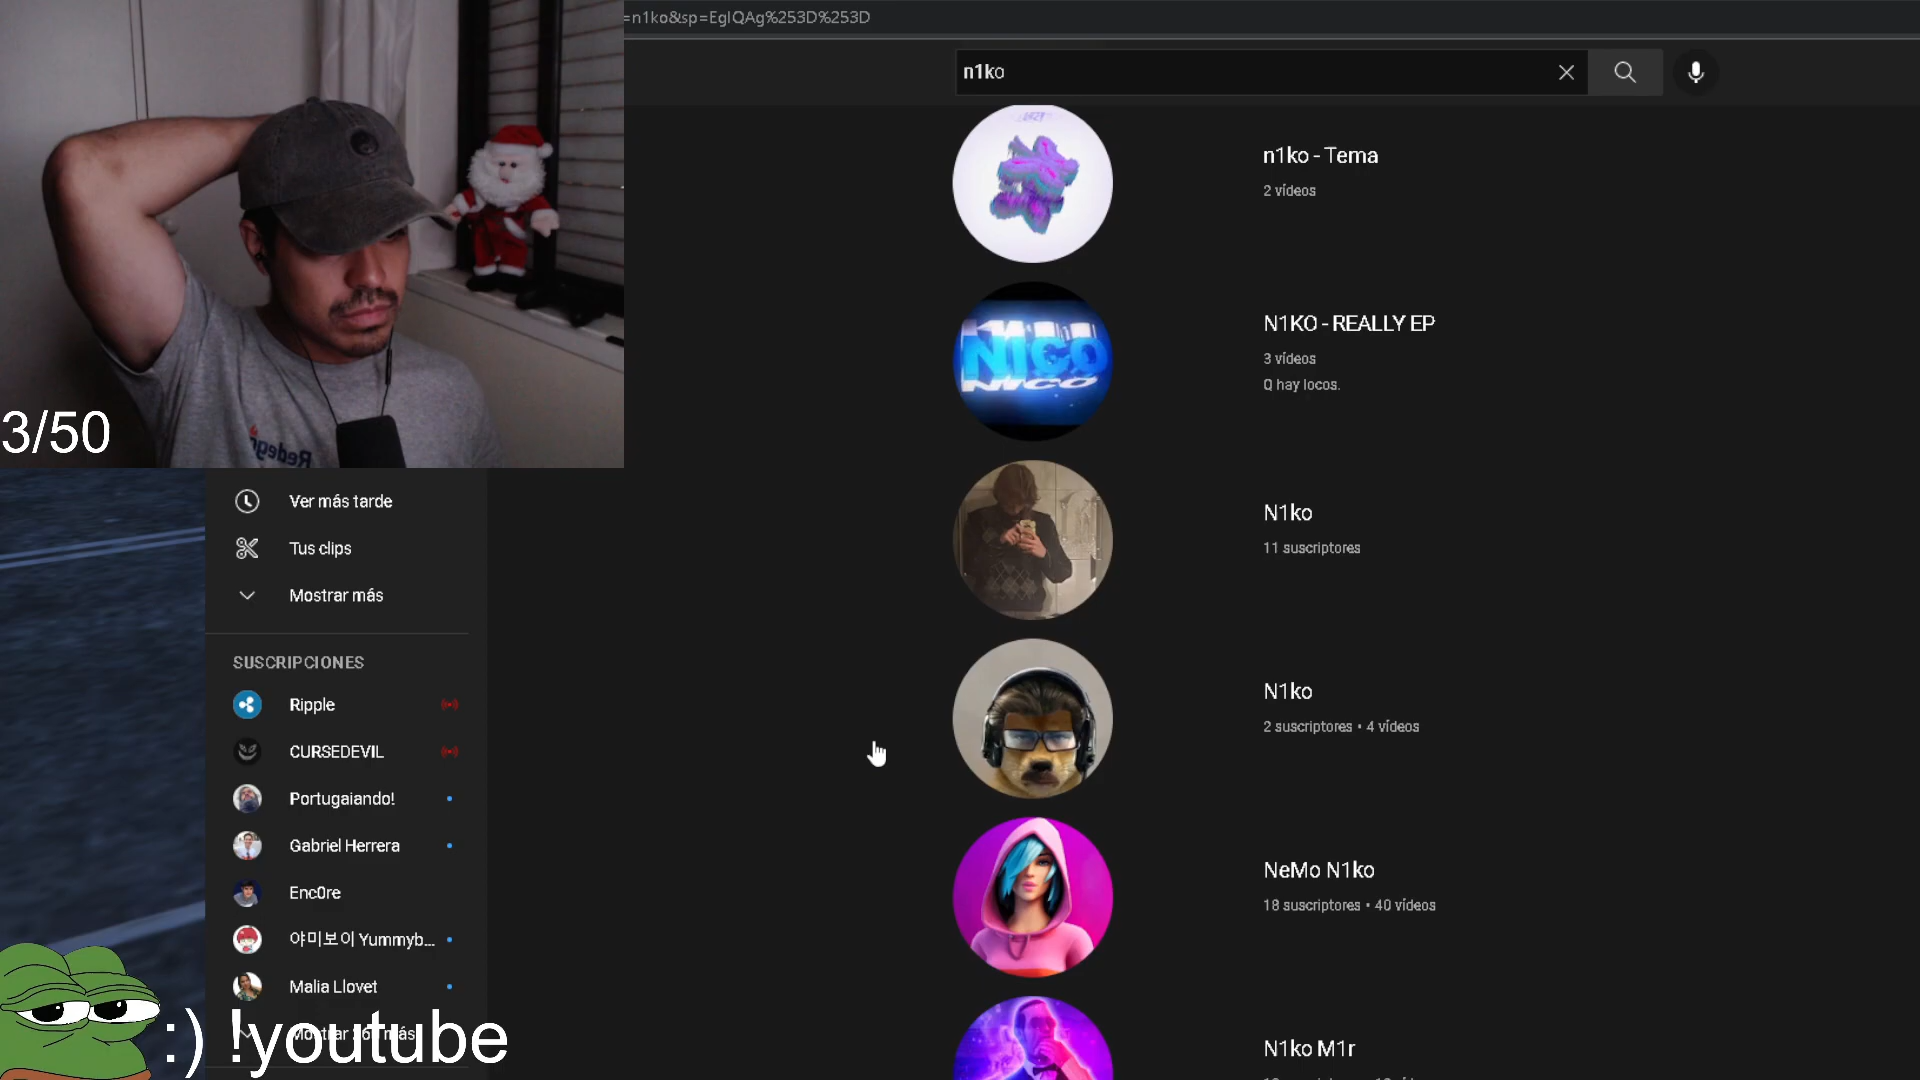 =n1ko&sp=EgIQAg%253D%253D
n1ko
n1ko - Tema
2 vídeos
N1KO - REALLY EP
3 vídeos
Q hay locos.
NICO
NICO
N1ko
11 suscriptores
N1ko
2 suscriptores • 4 vídeos
NeMo N1ko
18 suscriptores • 40 vídeos
N1ko M1r
3/50
Ver más tarde
Tus clips
Mostrar más
SUSCRIPCIONES
Ripple
CURSEDEVIL
Portugaiando!
Gabriel Herrera
Enc0re
야미보이 Yummyb...
Malia Llovet
:) !youtube